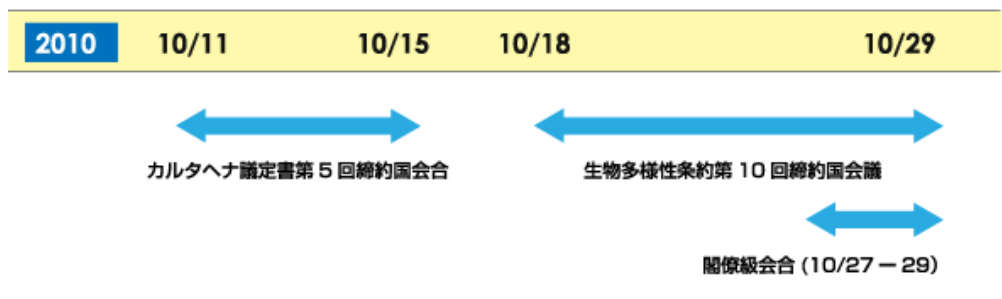 2010 10/11 10/15 10/18 10/29
カルタヘナ議定書第5回締約国会合 生物多様性条約第10回締約国会議
閣僚級会合 (10/27 ー 29)